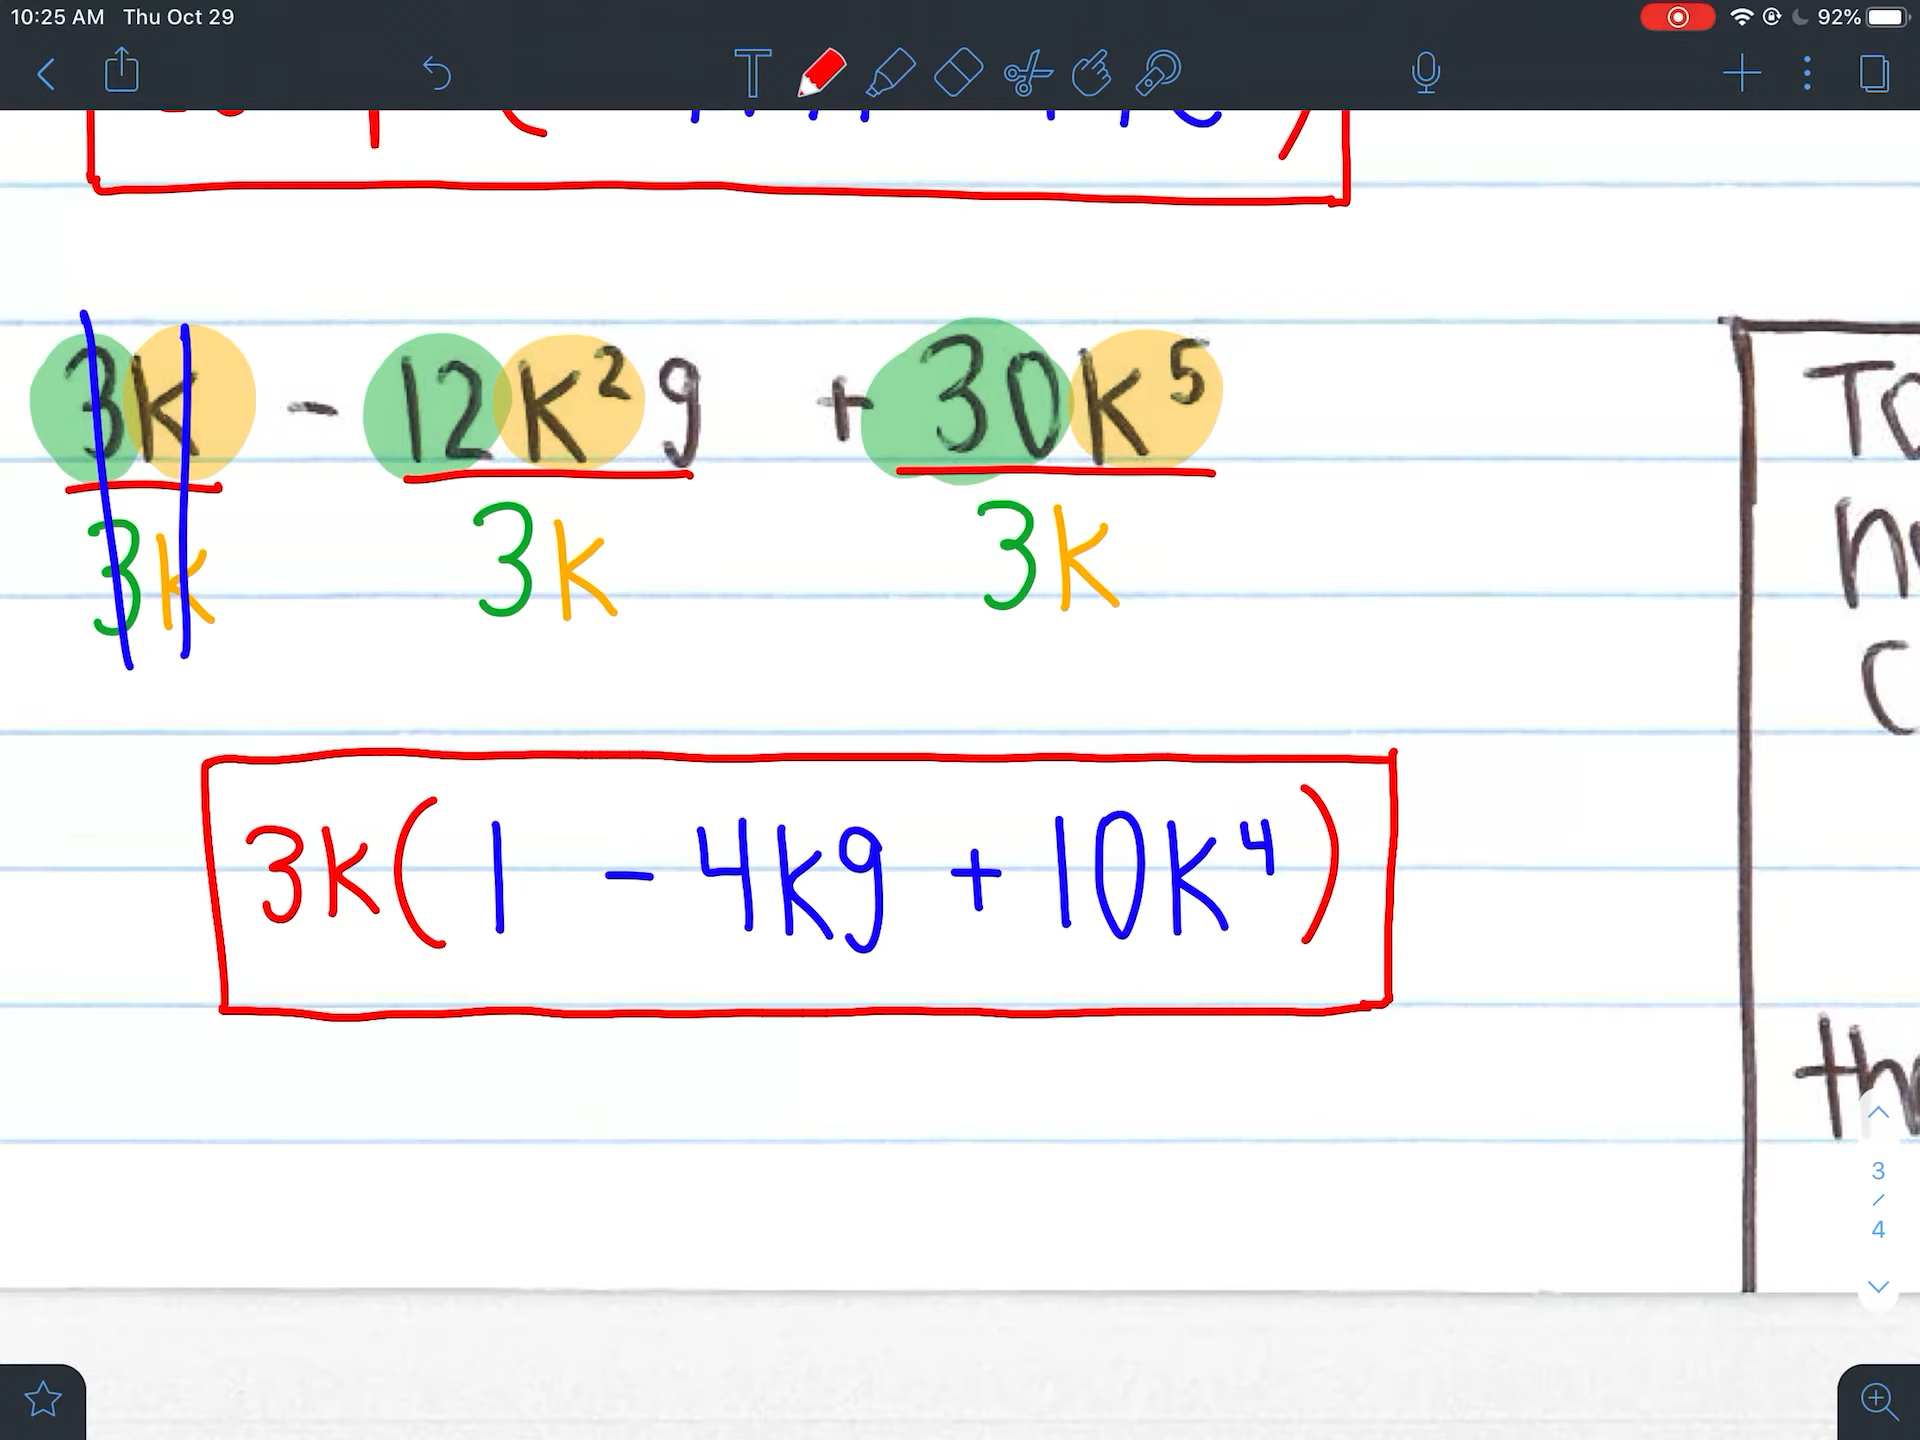 10:25 AM Thu Oct 29 92%
3k - 12k²g + 30k⁵
3k 3k 3k
3k( 1 - 4kg + 10k⁴ )
3
/
4